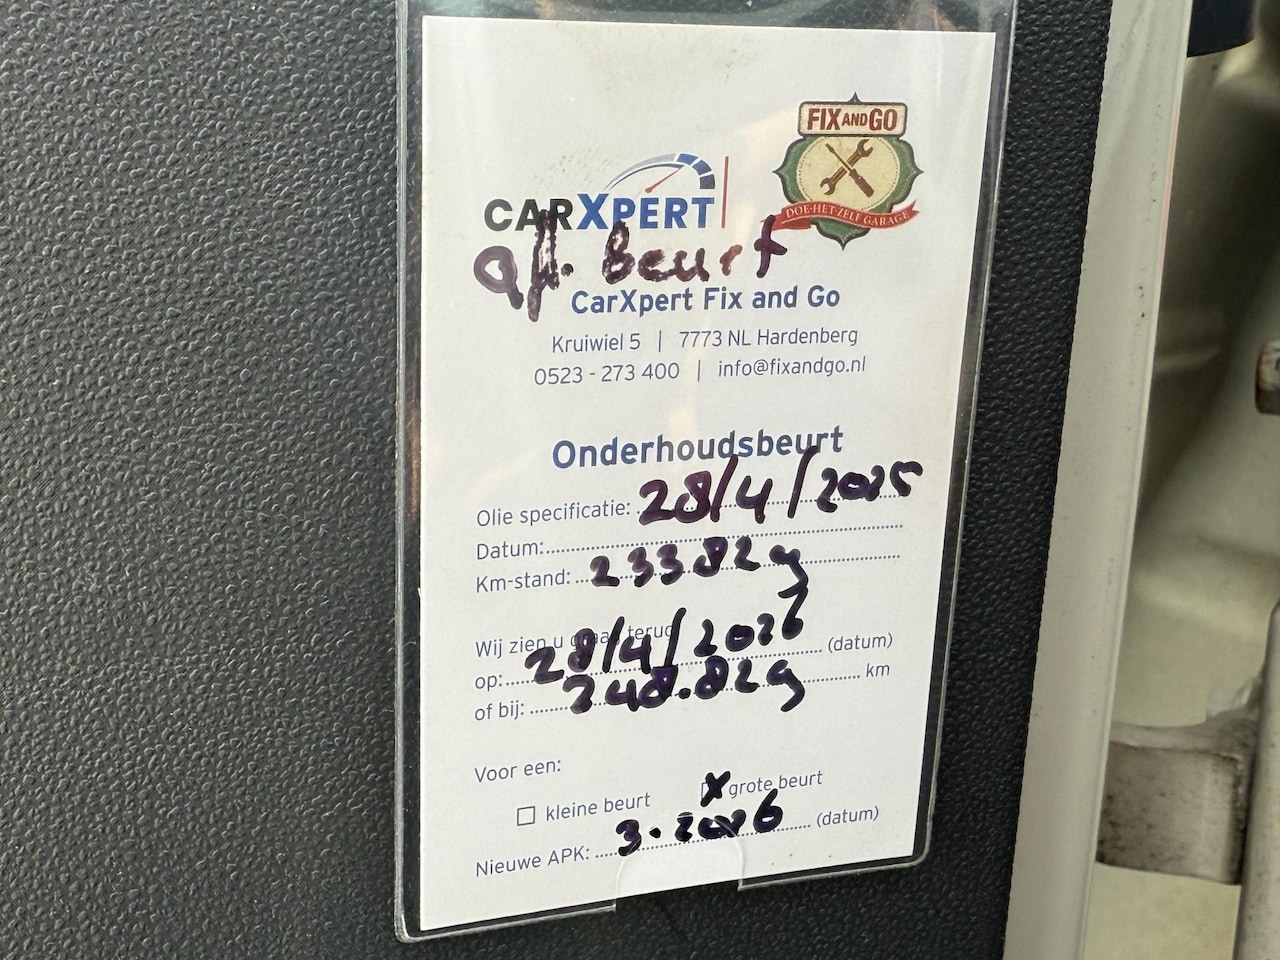 FIX AND GO
DOE-HET-ZELF GARAGE
CARXPERT
afl. Beurt
CarXpert Fix and Go
Kruiwiel 5 | 7773 NL Hardenberg
0523 - 273 400 | info@fixandgo.nl
Onderhoudsbeurt
Olie specificatie: 28/4/2025
Datum:
Km-stand: 233829
Wij zien u graag terug
op: 28/4/2026 (datum)
of bij: 248.829 km
Voor een:
kleine beurt X grote beurt
Nieuwe APK: 3.2026 (datum)